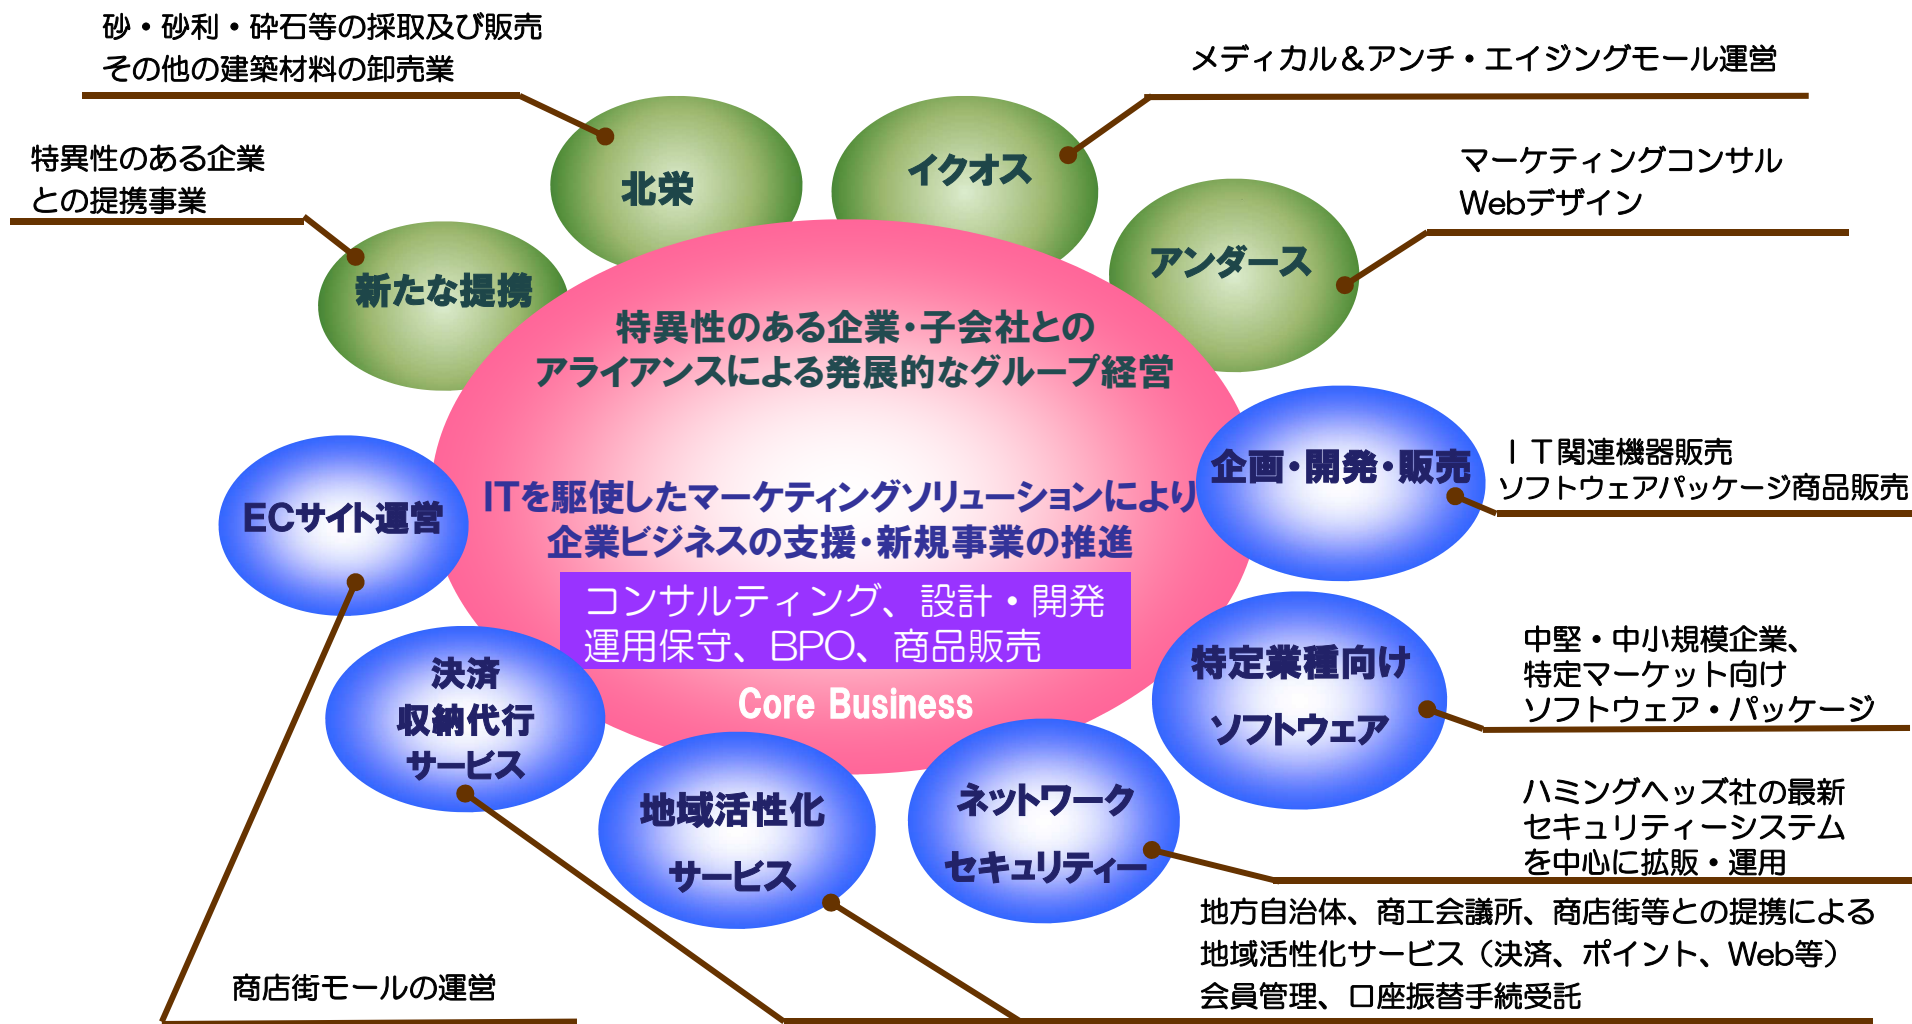 砂・砂利・砕石等の採取及び販売
その他の建築材料の卸売業
メディカル＆アンチ・エイジングモール運営
特異性のある企業
との提携事業
マーケティングコンサル
Webデザイン
北栄
イクオス
アンダース
新たな提携
特異性のある企業・子会社との
アライアンスによる発展的なグループ経営
ITを駆使したマーケティングソリューションにより
企業ビジネスの支援・新規事業の推進
コンサルティング、設計・開発
運用保守、BPO、商品販売
Core Business
企画・開発・販売
ＩＴ関連機器販売
ソフトウェアパッケージ商品販売
ECサイト運営
特定業種向け
ソフトウェア
中堅・中小規模企業、
特定マーケット向け
ソフトウェア・パッケージ
決済
収納代行
サービス
地域活性化
サービス
ネットワーク
セキュリティー
ハミングヘッズ社の最新
セキュリティーシステム
を中心に拡販・運用
地方自治体、商工会議所、商店街等との提携による
地域活性化サービス（決済、ポイント、Web等）
会員管理、口座振替手続受託
商店街モールの運営